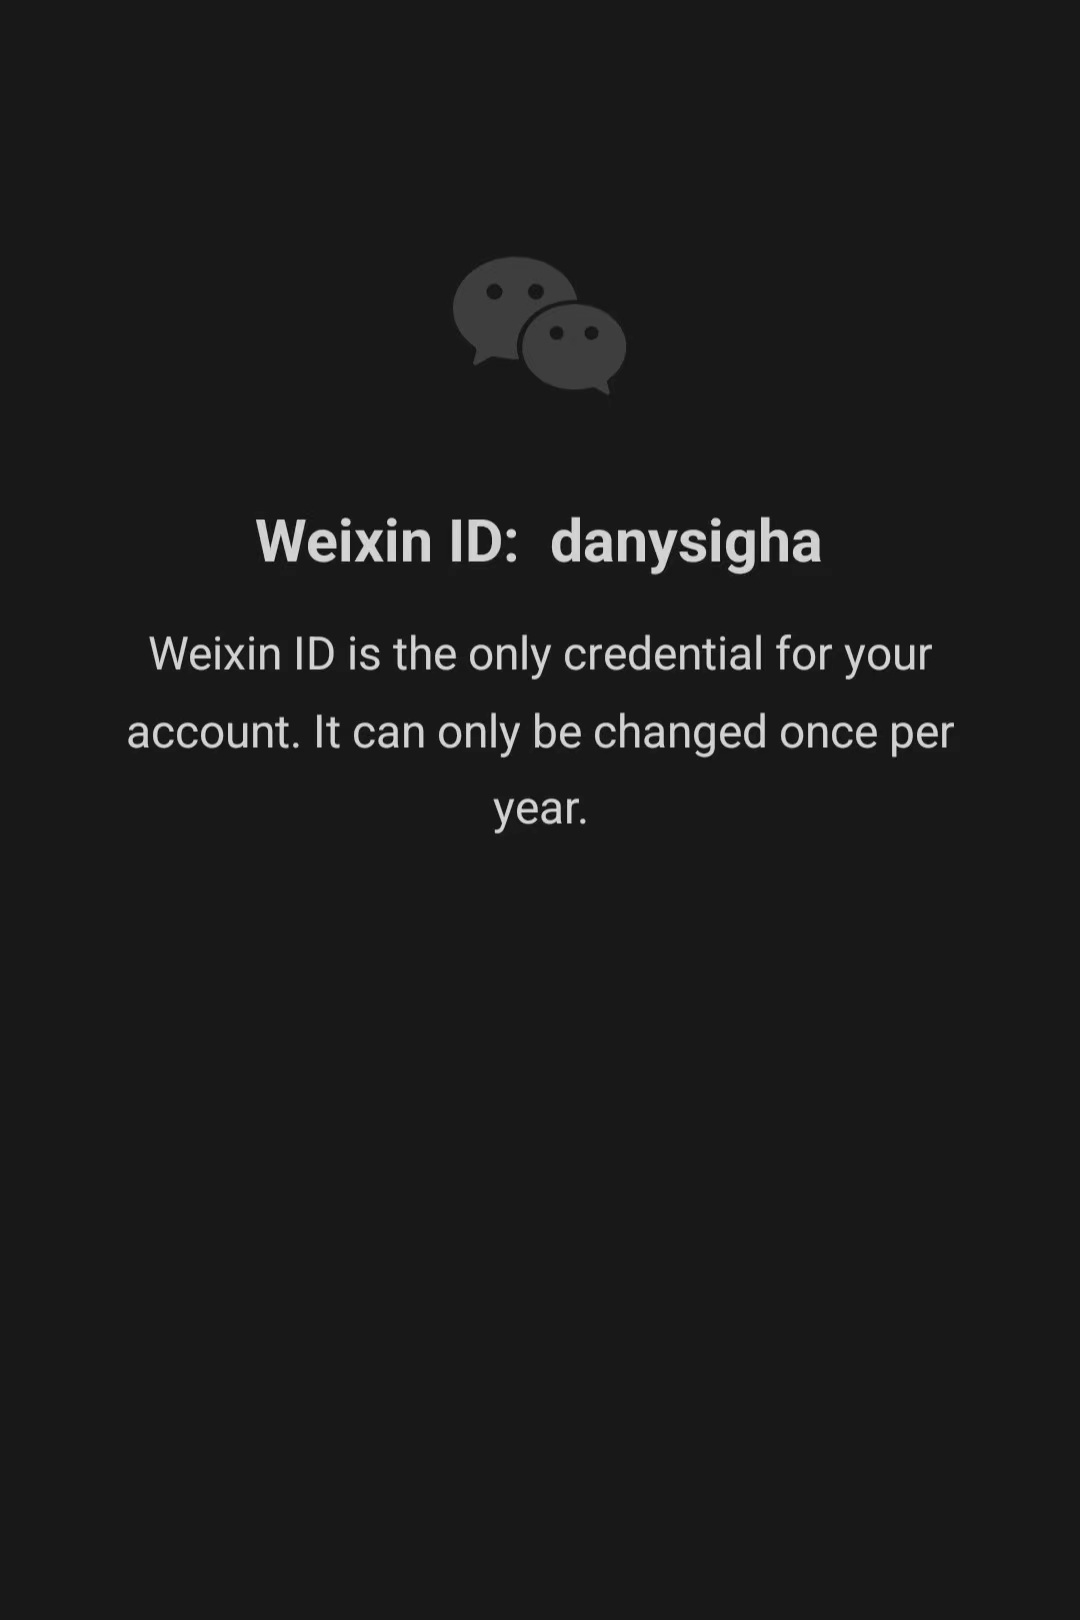 Weixin ID: danysigha
Weixin ID is the only credential for your
account. It can only be changed once per
year.